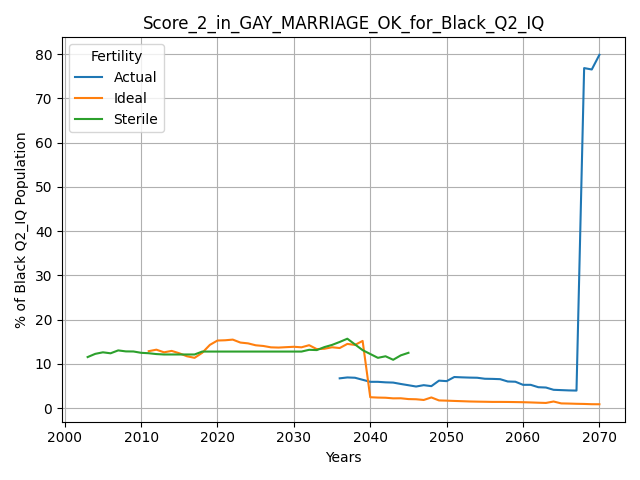 Score_2_in_GAY_MARRIAGE_OK_for_Black_Q2_IQ
Fertility
Actual
Ideal
Sterile
% of Black Q2_IQ Population
80
70
60
50
40
30
20
10
0
2000 2010 2020 2030 2040 2050 2060 2070
Years